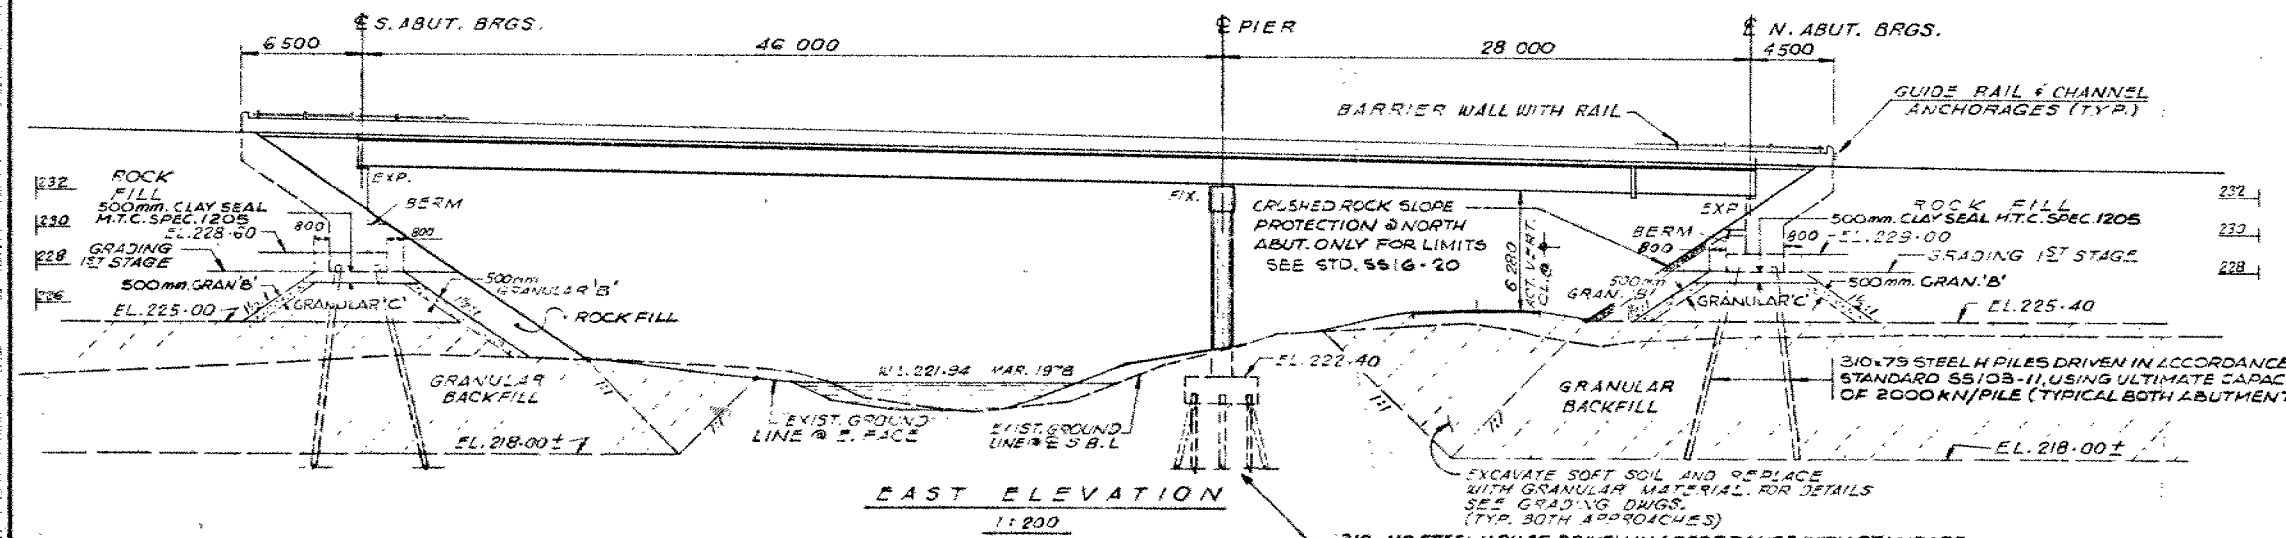 ℄ S. ABUT. BRGS.
℄ PIER
℄ N. ABUT. BRGS.
6 500
46 000
28 000
4500
GUIDE RAIL & CHANNEL
ANCHORAGES (TYP.)
BARRIER WALL WITH RAIL
ROCK
FILL
500mm. CLAY SEAL
M.T.C. SPEC. 1205
EL. 228·60
GRADING
1ST STAGE
500mm. GRAN 'B'
EL. 225·00
232
230
228
226
800
800
EXP.
BERM
500mm
GRANULAR 'B'
GRANULAR 'C'
ROCK FILL
GRANULAR
BACKFILL
1:1
EL. 218·00 ±
W.L. 221.94 MAR. 1978
EXIST. GROUND
LINE @ E. FACE
EXIST. GROUND
LINE @ ℄ S.B.L
FIX.
CRUSHED ROCK SLOPE
PROTECTION @ NORTH
ABUT. ONLY FOR LIMITS
SEE STD. SS16-20
6 280
ACT. VERT.
CL. @
EL. 222·40
EXP
BERM
800
500mm
GRAN. 'B'
ROCK FILL
500mm. CLAY SEAL M.T.C. SPEC. 1205
800
EL. 229·00
GRADING 1ST STAGE
500mm. GRAN. 'B'
GRANULAR 'C'
EL. 225·40
232
230
228
310x79 STEEL H PILES DRIVEN IN ACCORDANCE
STANDARD SS103-11, USING ULTIMATE CAPAC
OF 2000 KN/PILE (TYPICAL BOTH ABUTMENT
GRANULAR
BACKFILL
1:1
EL. 218·00 ±
EXCAVATE SOFT SOIL AND REPLACE
WITH GRANULAR MATERIAL. FOR DETAILS
SEE GRADING DWGS.
(TYP. BOTH APPROACHES)
EAST ELEVATION
1:200